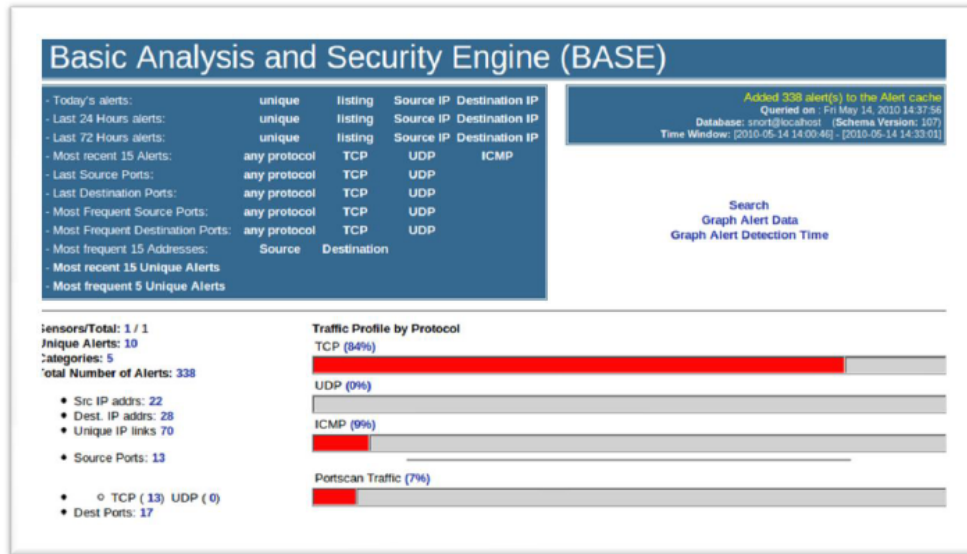 Basic Analysis and Security Engine (BASE)
- Today's alerts: unique listing Source IP Destination IP
- Last 24 Hours alerts: unique listing Source IP Destination IP
- Last 72 Hours alerts: unique listing Source IP Destination IP
- Most recent 15 Alerts: any protocol TCP UDP ICMP
- Last Source Ports: any protocol TCP UDP
- Last Destination Ports: any protocol TCP UDP
- Most Frequent Source Ports: any protocol TCP UDP
- Most Frequent Destination Ports: any protocol TCP UDP
- Most frequent 15 Addresses: Source Destination
- Most recent 15 Unique Alerts
- Most frequent 5 Unique Alerts
Added 338 alert(s) to the Alert cache
Queried on : Fri May 14, 2010 14:37:56
Database: snort@localhost (Schema Version: 107)
Time Window: [2010-05-14 14:00:46] - [2010-05-14 14:33:01]
Search
Graph Alert Data
Graph Alert Detection Time
Sensors/Total: 1 / 1
Unique Alerts: 10
Categories: 5
Total Number of Alerts: 338
• Src IP addrs: 22
• Dest. IP addrs: 28
• Unique IP links 70
• Source Ports: 13
• ○ TCP ( 13) UDP ( 0)
• Dest Ports: 17
Traffic Profile by Protocol
TCP (84%)
UDP (0%)
ICMP (9%)
Portscan Traffic (7%)